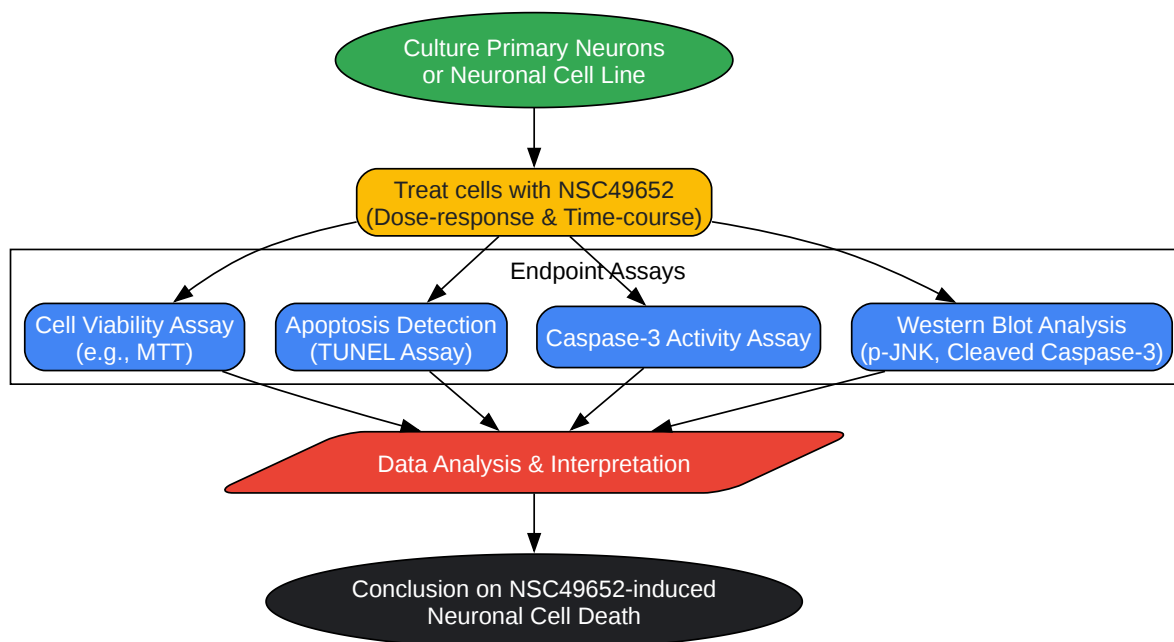 Culture Primary Neurons
or Neuronal Cell Line
Treat cells with NSC49652
(Dose-response & Time-course)
Endpoint Assays
Cell Viability Assay
(e.g., MTT)
Apoptosis Detection
(TUNEL Assay)
Caspase-3 Activity Assay
Western Blot Analysis
(p-JNK, Cleaved Caspase-3)
Data Analysis & Interpretation
Conclusion on NSC49652-induced
Neuronal Cell Death